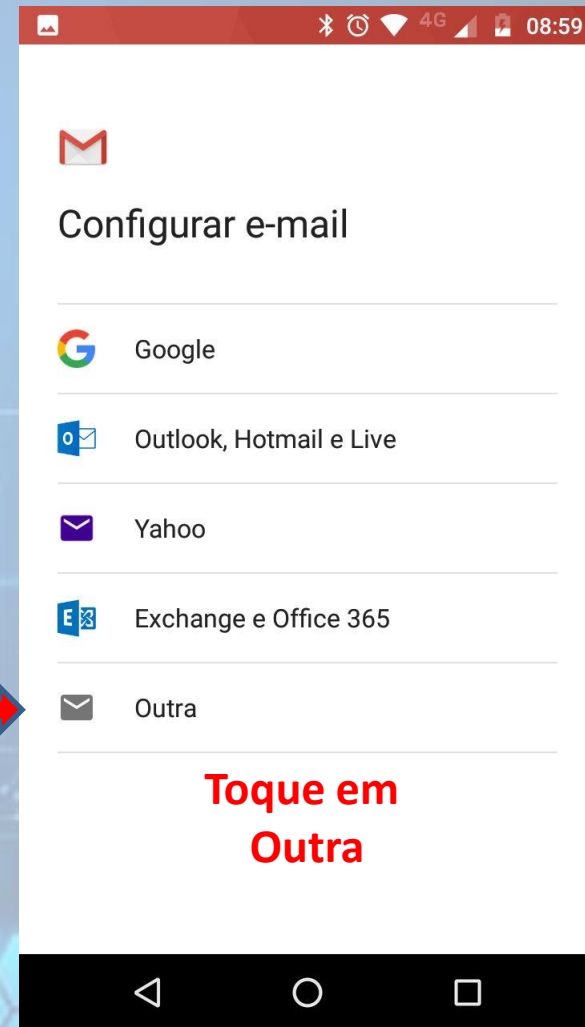 4G 08:59
Configurar e-mail
Google
Outlook, Hotmail e Live
Yahoo
Exchange e Office 365
Outra
Toque em
Outra